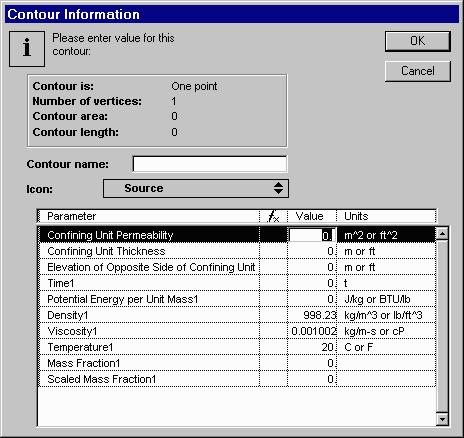 Contour Information
Please enter value for this
contour:
OK
Cancel
Contour is: One point
Number of vertices: 1
Contour area: 0
Contour length: 0
Contour name:
Icon: Source
Parameter fx Value Units
Confining Unit Permeability 0. m^2 or ft^2
Confining Unit Thickness 0. m or ft
Elevation of Opposite Side of Confining Unit 0. m or ft
Time1 0. t
Potential Energy per Unit Mass1 0. J/kg or BTU/lb
Density1 998.23 kg/m^3 or lb/ft^3
Viscosity1 0.001002 kg/m-s or cP
Temperature1 20. C or F
Mass Fraction1 0.
Scaled Mass Fraction1 0.